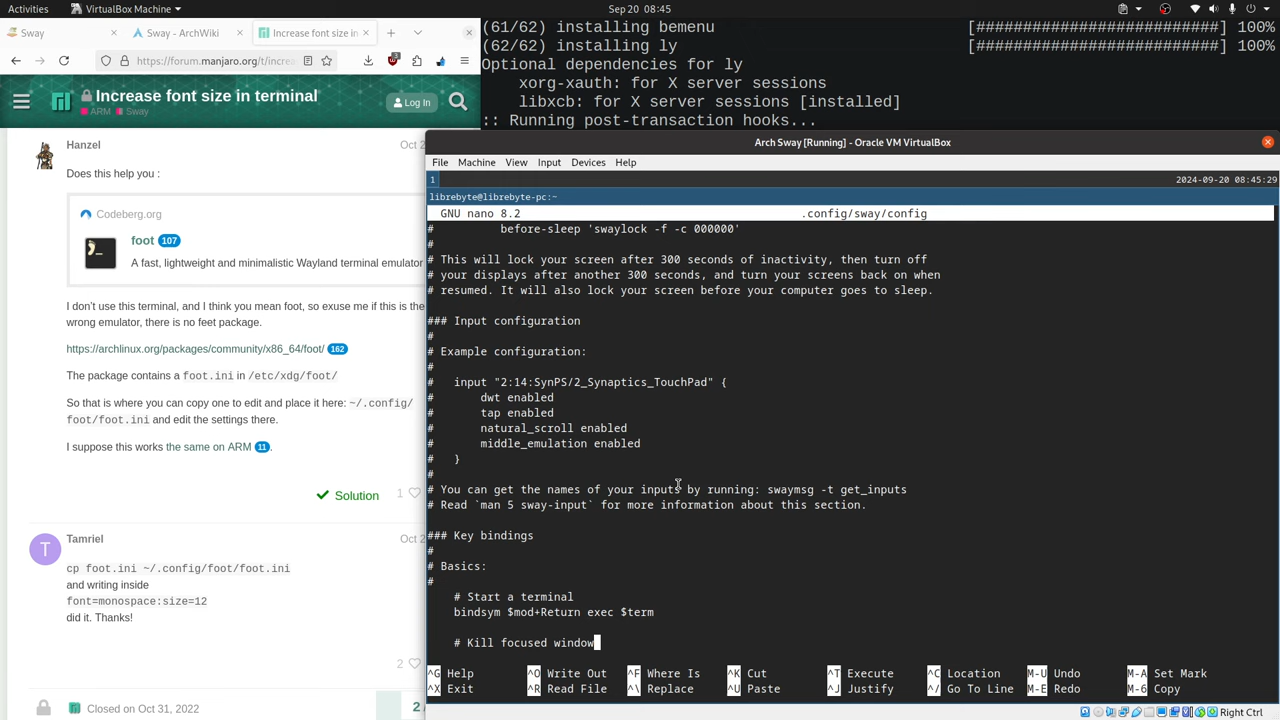 Activities
VirtualBox Machine
Sep 20 08:45
Sway
Sway - ArchWiki
Increase font size in
https://forum.manjaro.org/t/increa
3
Increase font size in terminal
ARM Sway
Log In
Hanzel
Oct 2
Does this help you :
Codeberg.org
foot 107
A fast, lightweight and minimalistic Wayland terminal emulator
I don't use this terminal, and I think you mean foot, so exuse me if this is the
wrong emulator, there is no feet package.
https://archlinux.org/packages/community/x86_64/foot/ 162
The package contains a foot.ini in /etc/xdg/foot/
So that is where you can copy one to edit and place it here: ~/.config/
foot/foot.ini and edit the settings there.
I suppose this works the same on ARM 11.
Solution
1
Tamriel
Oct 2
T
cp foot.ini ~/.config/foot/foot.ini
and writing inside
font=monospace:size=12
did it. Thanks!
2
Closed on Oct 31, 2022
2
(61/62) installing bemenu [##########################] 100%
(62/62) installing ly [##########################] 100%
Optional dependencies for ly
xorg-xauth: for X server sessions
libxcb: for X server sessions [installed]
:: Running post-transaction hooks...
Arch Sway [Running] - Oracle VM VirtualBox
File Machine View Input Devices Help
1
2024-09-20 08:45:29
librebyte@librebyte-pc:~
GNU nano 8.2 .config/sway/config
# before-sleep 'swaylock -f -c 000000'
#
# This will lock your screen after 300 seconds of inactivity, then turn off
# your displays after another 300 seconds, and turn your screens back on when
# resumed. It will also lock your screen before your computer goes to sleep.
### Input configuration
#
# Example configuration:
#
# input "2:14:SynPS/2_Synaptics_TouchPad" {
# dwt enabled
# tap enabled
# natural_scroll enabled
# middle_emulation enabled
# }
#
# You can get the names of your inputs by running: swaymsg -t get_inputs
# Read `man 5 sway-input` for more information about this section.
### Key bindings
#
# Basics:
#
# Start a terminal
bindsym $mod+Return exec $term
# Kill focused window
^G Help ^O Write Out ^F Where Is ^K Cut ^T Execute ^C Location M-U Undo M-A Set Mark
^X Exit ^R Read File ^\ Replace ^U Paste ^J Justify ^/ Go To Line M-E Redo M-6 Copy
Right Ctrl